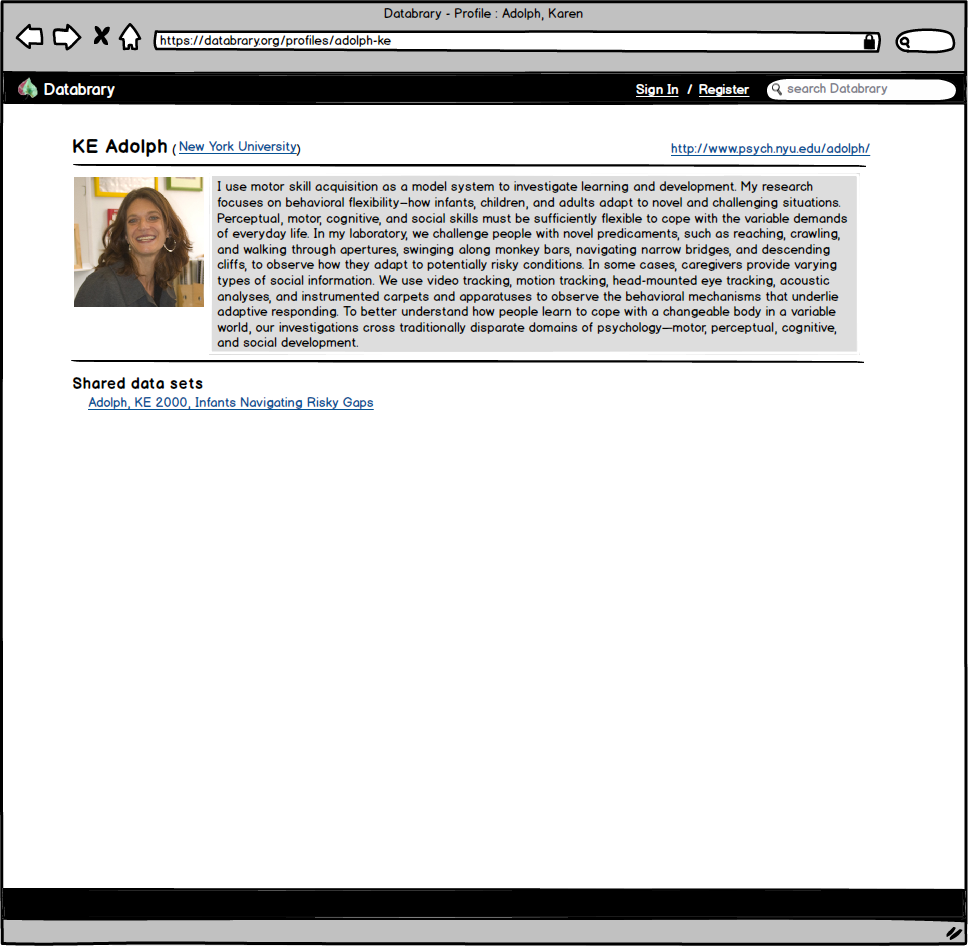 Databrary - Profile : Adolph, Karen
https://databrary.org/profiles/adolph-ke
Databrary
Sign In / Register
search Databrary
KE Adolph (New York University)
http://www.psych.nyu.edu/adolph/
I use motor skill acquisition as a model system to investigate learning and development. My research
focuses on behavioral flexibility—how infants, children, and adults adapt to novel and challenging situations.
Perceptual, motor, cognitive, and social skills must be sufficiently flexible to cope with the variable demands
of everyday life. In my laboratory, we challenge people with novel predicaments, such as reaching, crawling,
and walking through apertures, swinging along monkey bars, navigating narrow bridges, and descending
cliffs, to observe how they adapt to potentially risky conditions. In some cases, caregivers provide varying
types of social information. We use video tracking, motion tracking, head-mounted eye tracking, acoustic
analyses, and instrumented carpets and apparatuses to observe the behavioral mechanisms that underlie
adaptive responding. To better understand how people learn to cope with a changeable body in a variable
world, our investigations cross traditionally disparate domains of psychology—motor, perceptual, cognitive,
and social development.
Shared data sets
Adolph, KE 2000, Infants Navigating Risky Gaps